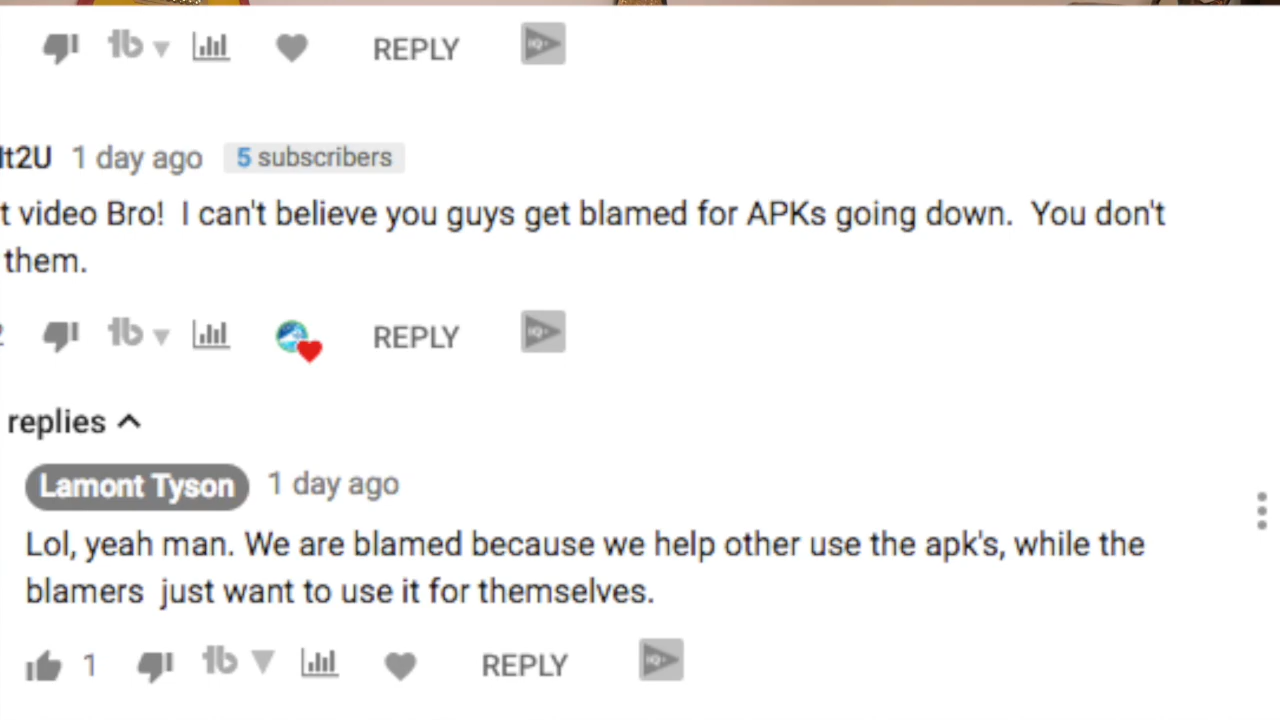 REPLY
1 day ago 5 subscribers
video Bro! I can't believe you guys get blamed for APKs going down. You don't
them.
REPLY
replies
Lamont Tyson 1 day ago
Lol, yeah man. We are blamed because we help other use the apk's, while the
blamers just want to use it for themselves.
1 REPLY